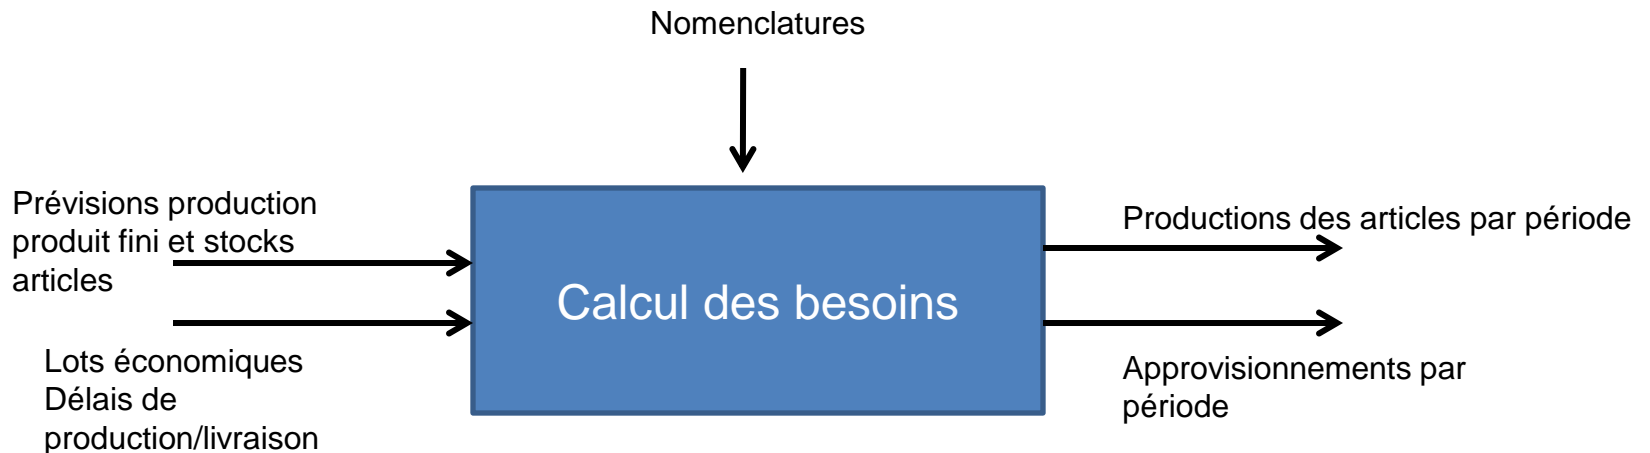 Nomenclatures
Prévisions production
produit fini et stocks
articles
Lots économiques
Délais de
production/livraison
Calcul des besoins
Productions des articles par période
Approvisionnements par
période